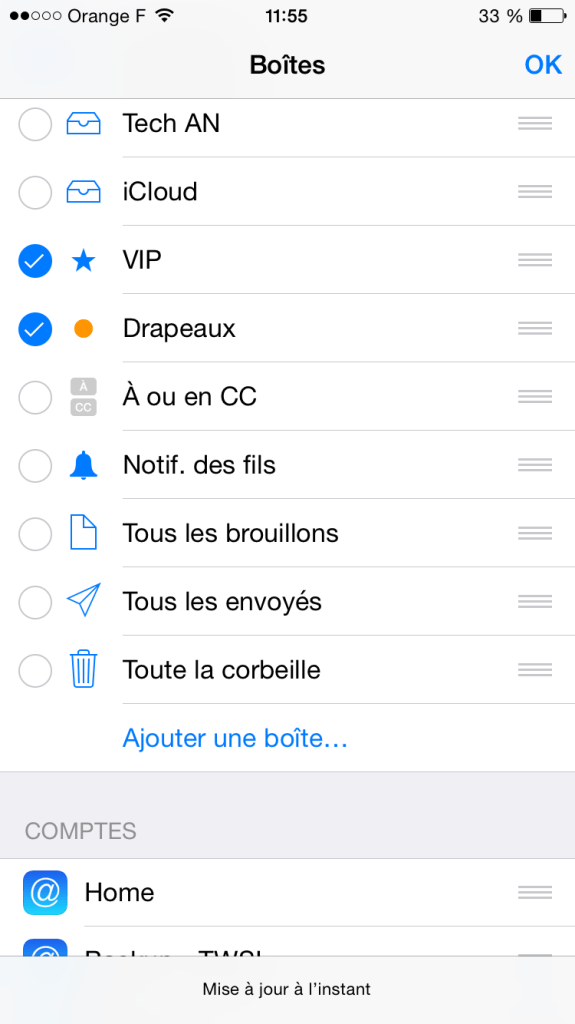 Orange F 11:55 33 %
Boîtes OK
Tech AN
iCloud
VIP
Drapeaux
À
CC
À ou en CC
Notif. des fils
Tous les brouillons
Tous les envoyés
Toute la corbeille
Ajouter une boîte…
COMPTES
@ Home
Mise à jour à l'instant